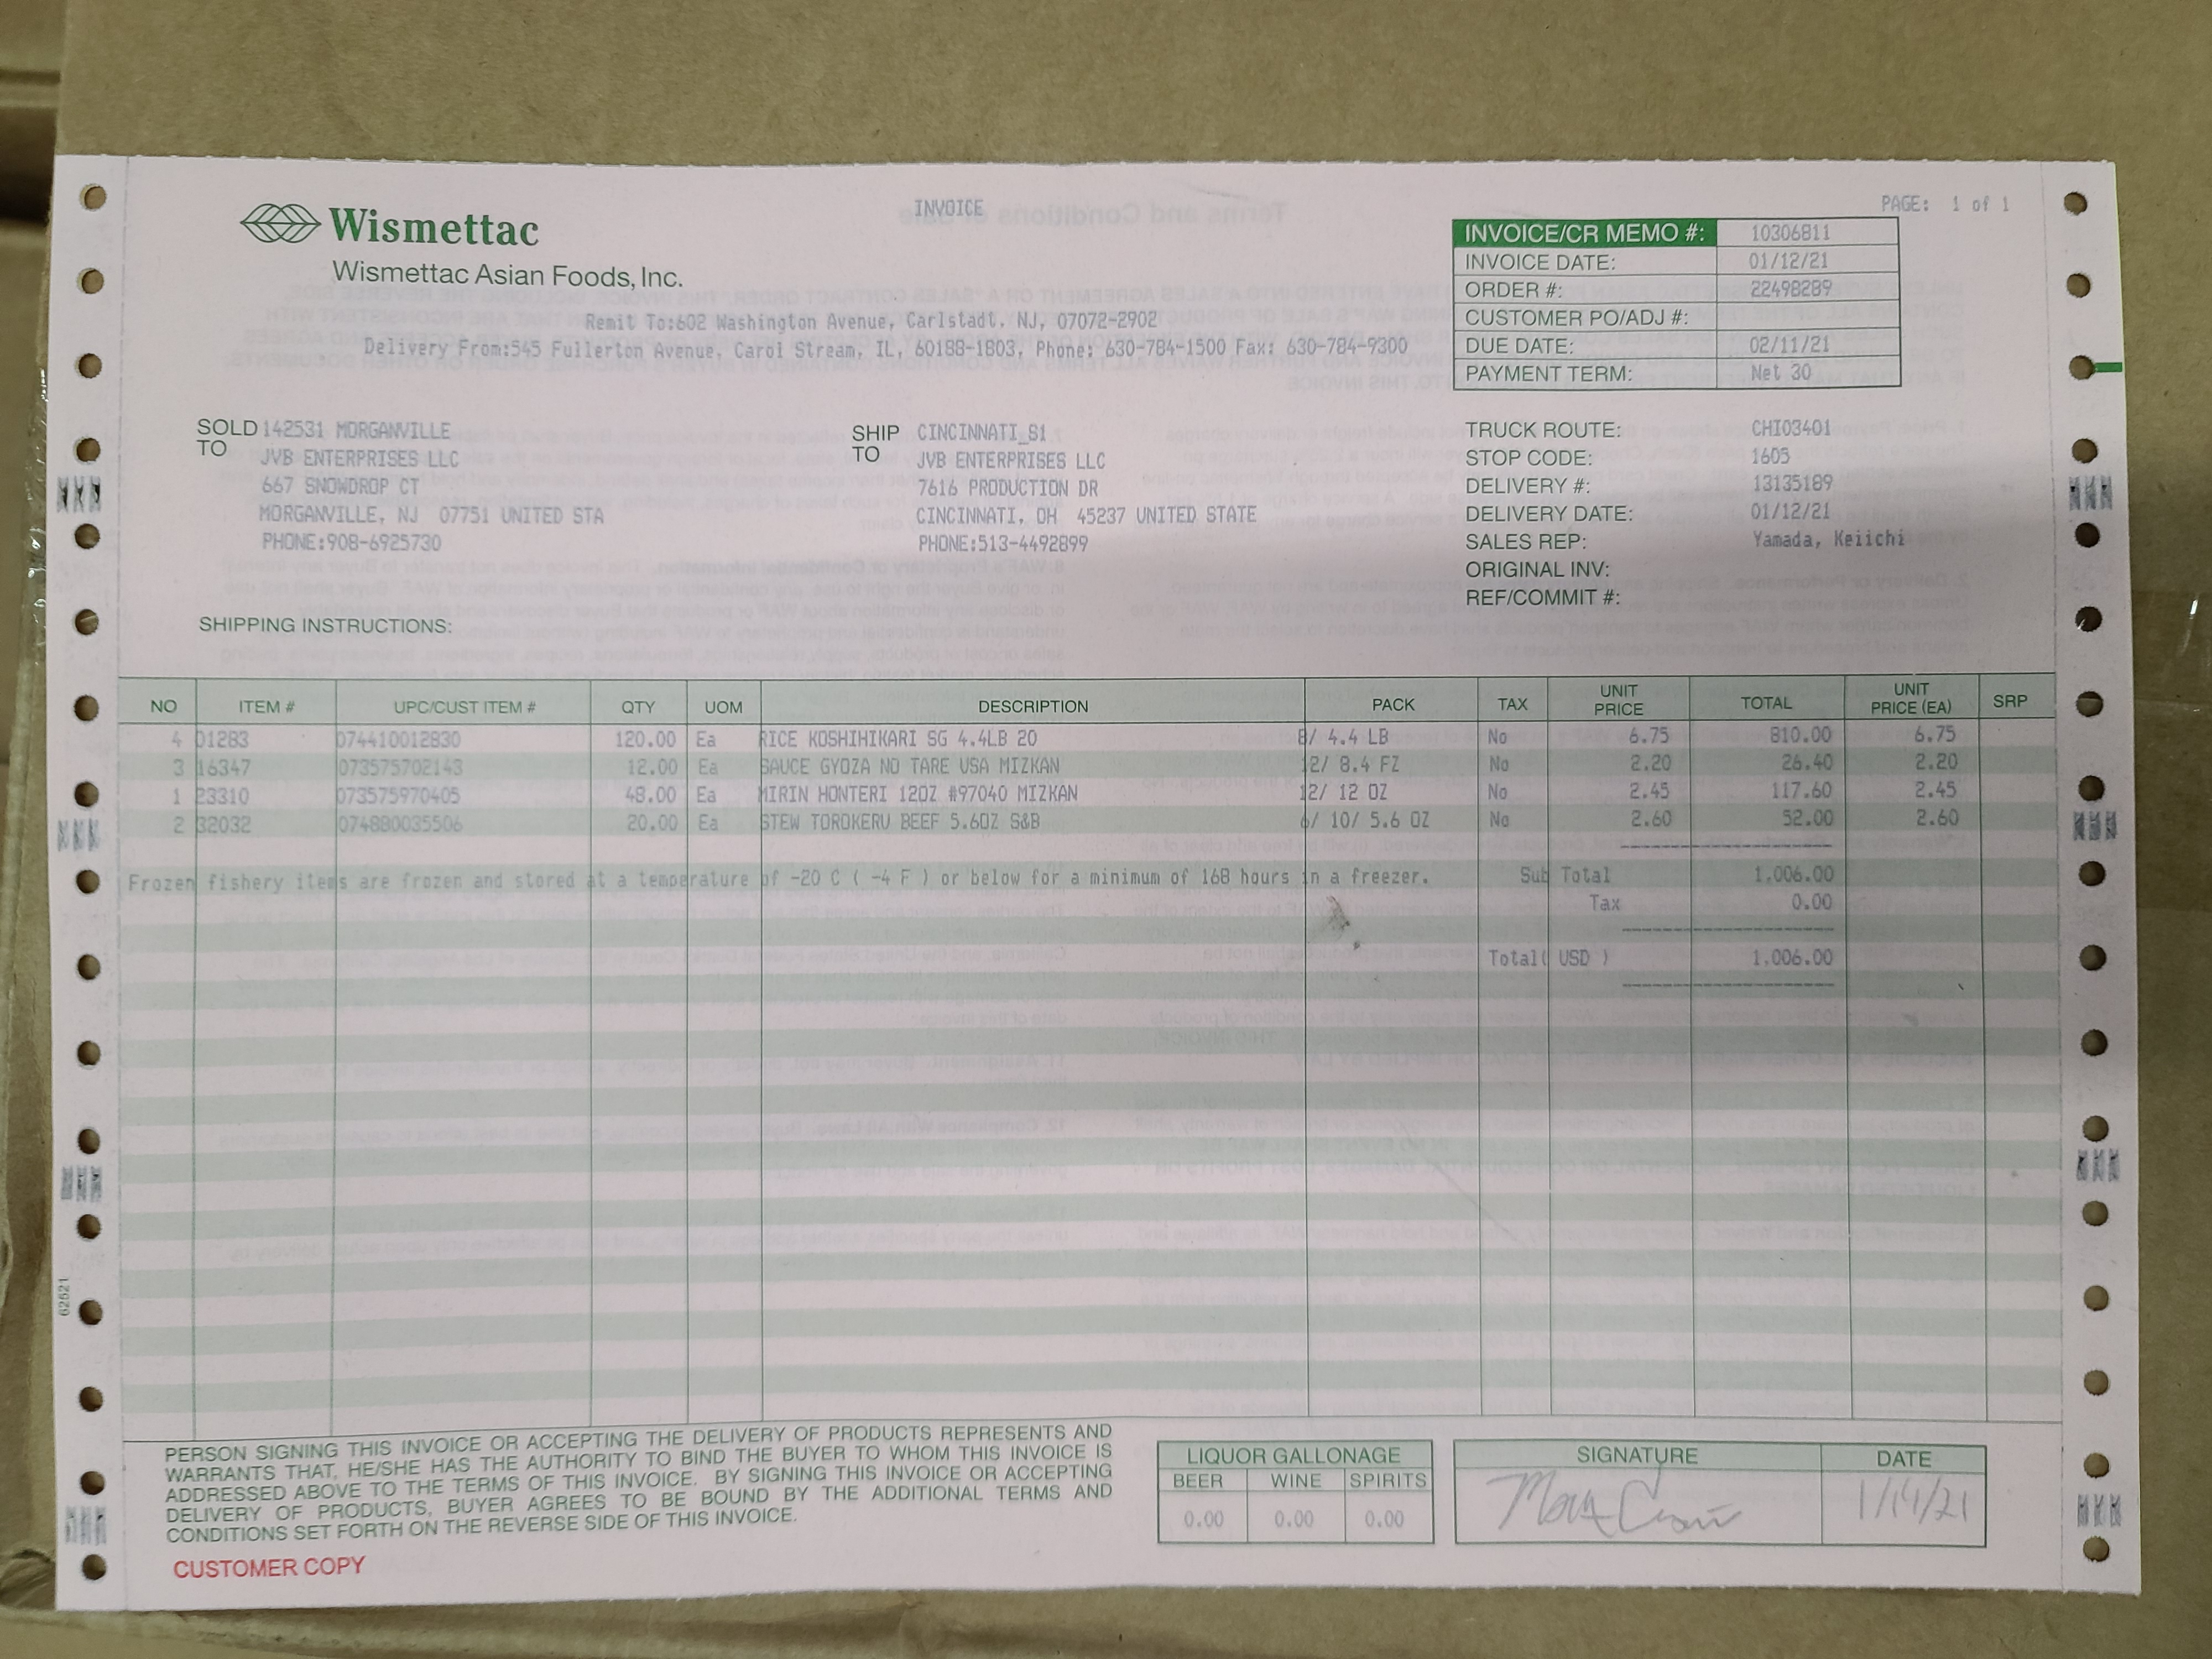 INVOICE
PAGE: 1 of 1
Wismettac
Wismettac Asian Foods, Inc.
Remit To:602 Washington Avenue, Carlstadt, NJ, 07072-2902
Delivery From:545 Fullerton Avenue, Carol Stream, IL, 60188-1803, Phone: 630-784-1500 Fax: 630-784-9300
INVOICE/CR MEMO #: 10306811
INVOICE DATE: 01/12/21
ORDER #: 22498289
CUSTOMER PO/ADJ #:
DUE DATE: 02/11/21
PAYMENT TERM: Net 30
SOLD TO 142531 MORGANVILLE
JVB ENTERPRISES LLC
667 SNOWDROP CT
MORGANVILLE, NJ 07751 UNITED STA
PHONE:908-6925730
SHIP TO CINCINNATI_S1
JVB ENTERPRISES LLC
7616 PRODUCTION DR
CINCINNATI, OH 45237 UNITED STATE
PHONE:513-4492899
TRUCK ROUTE: CHI03401
STOP CODE: 1605
DELIVERY #: 13135189
DELIVERY DATE: 01/12/21
SALES REP: Yamada, Keiichi
ORIGINAL INV:
REF/COMMIT #:
SHIPPING INSTRUCTIONS:
NO ITEM # UPC/CUST ITEM # QTY UOM DESCRIPTION PACK TAX UNIT PRICE TOTAL UNIT PRICE (EA) SRP
4 01283 074410012830 120.00 Ea RICE KOSHIHIKARI SG 4.4LB 20 8/ 4.4 LB No 6.75 810.00 6.75
3 16347 073575702143 12.00 Ea SAUCE GYOZA NO TARE USA MIZKAN 12/ 8.4 FZ No 2.20 26.40 2.20
1 23310 073575970405 48.00 Ea MIRIN HONTERI 12OZ #97040 MIZKAN 12/ 12 OZ No 2.45 117.60 2.45
2 32032 074880035506 20.00 Ea STEW TOROKERU BEEF 5.6OZ S&B 6/ 10/ 5.6 OZ No 2.60 52.00 2.60
Frozen fishery items are frozen and stored at a temperature of -20 C ( -4 F ) or below for a minimum of 168 hours in a freezer.
Sub Total 1,006.00
Tax 0.00
Total( USD ) 1,006.00
62521
PERSON SIGNING THIS INVOICE OR ACCEPTING THE DELIVERY OF PRODUCTS REPRESENTS AND
WARRANTS THAT, HE/SHE HAS THE AUTHORITY TO BIND THE BUYER TO WHOM THIS INVOICE IS
ADDRESSED ABOVE TO THE TERMS OF THIS INVOICE. BY SIGNING THIS INVOICE OR ACCEPTING
DELIVERY OF PRODUCTS, BUYER AGREES TO BE BOUND BY THE ADDITIONAL TERMS AND
CONDITIONS SET FORTH ON THE REVERSE SIDE OF THIS INVOICE.
CUSTOMER COPY
LIQUOR GALLONAGE
BEER WINE SPIRITS
0.00 0.00 0.00
SIGNATURE DATE
1/14/21